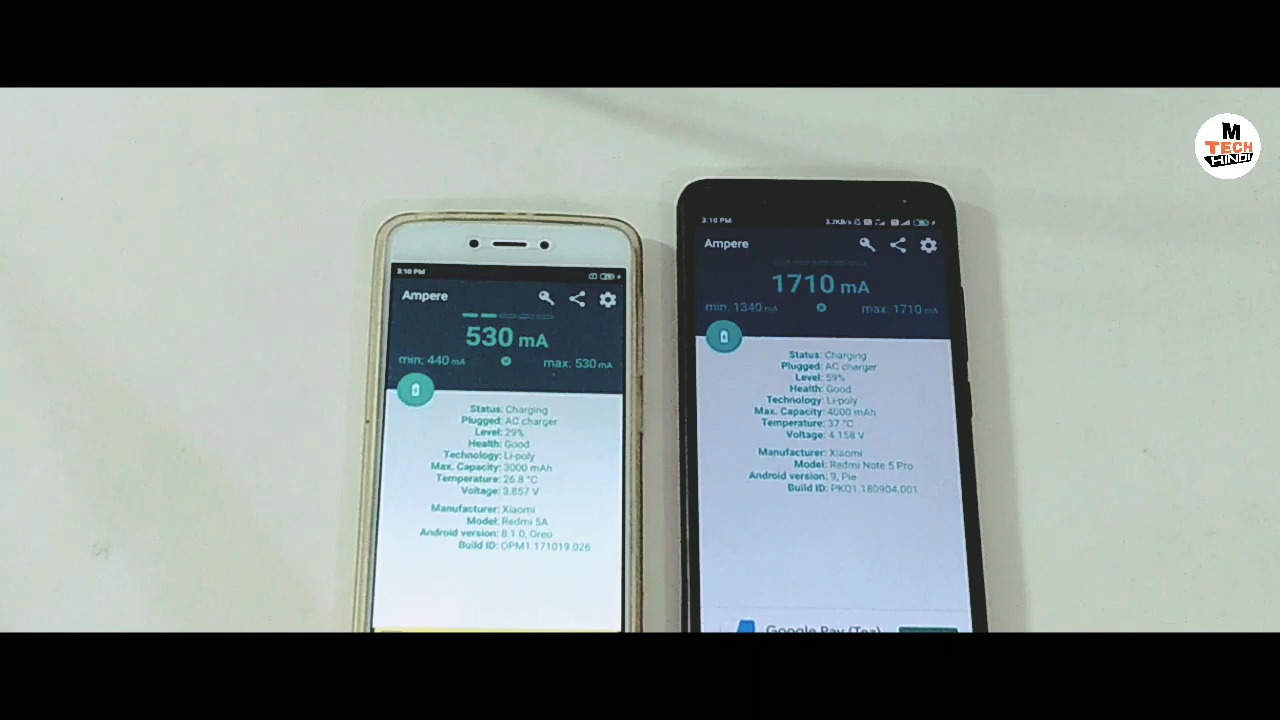 M
TECH
HINDI
3:10 PM
Ampere
530 mA
min: 440 mA
max: 530 mA
Status: Charging
Plugged: AC charger
Level: 29%
Health: Good
Technology: Li-poly
Max. Capacity: 3000 mAh
Temperature: 26.8 °C
Voltage: 3.857 V
Manufacturer: Xiaomi
Model: Redmi 5A
Android version: 8.1.0, Oreo
Build ID: OPM1.171019.026
3:10 PM
3.2KB/s
Ampere
1710 mA
min: 1340 mA
max: 1710 mA
Status: Charging
Plugged: AC charger
Level: 59%
Health: Good
Technology: Li-poly
Max. Capacity: 4000 mAh
Temperature: 37 °C
Voltage: 4.158 V
Manufacturer: Xiaomi
Model: Redmi Note 5 Pro
Android version: 9, Pie
Build ID: PKQ1.180904.001
Google Pay (Tez)